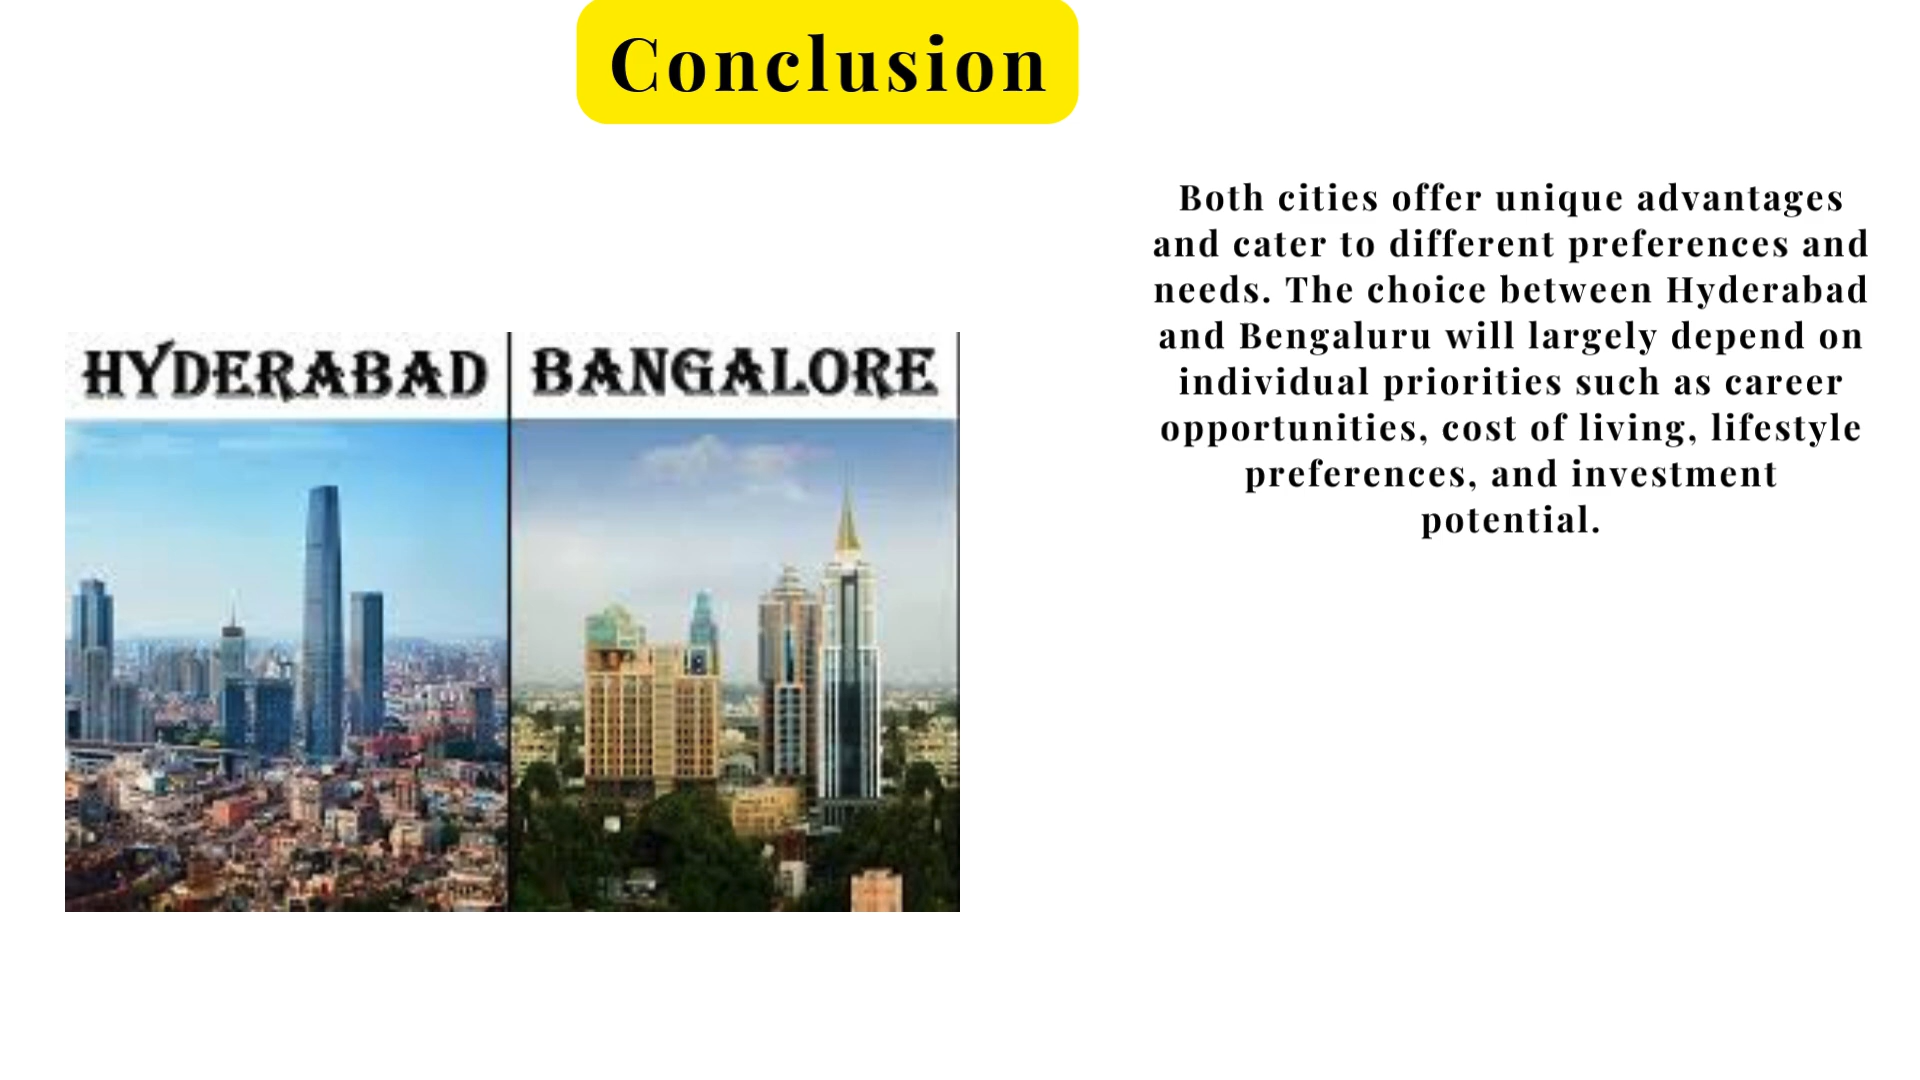 Conclusion
Both cities offer unique advantages
and cater to different preferences and
needs. The choice between Hyderabad
and Bengaluru will largely depend on
individual priorities such as career
opportunities, cost of living, lifestyle
preferences, and investment
potential.
HYDERABAD
BANGALORE